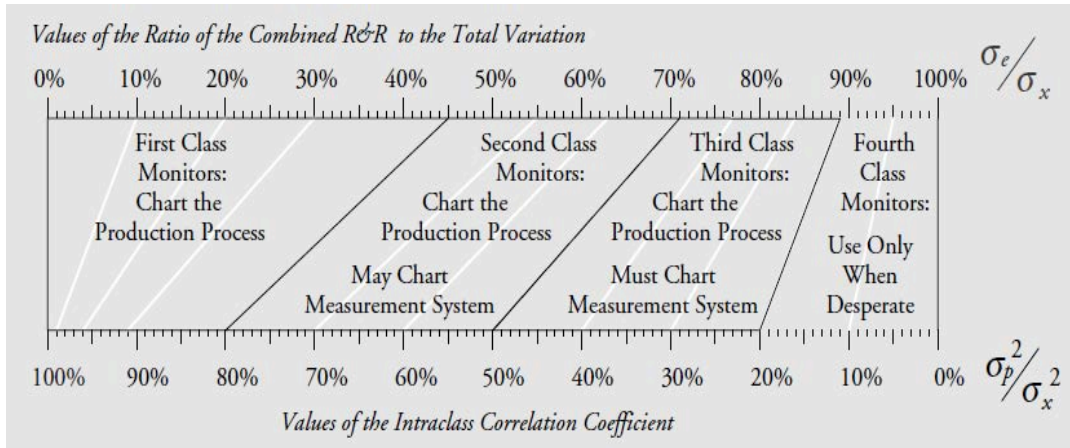 Values of the Ratio of the Combined R&R to the Total Variation
0% 10% 20% 30% 40% 50% 60% 70% 80% 90% 100%
σe/σx
First Class
Monitors:
Chart the
Production Process
Second Class
Monitors:
Chart the
Production Process
May Chart
Measurement System
Third Class
Monitors:
Chart the
Production Process
Must Chart
Measurement System
Fourth
Class
Monitors:
Use Only
When
Desperate
100% 90% 80% 70% 60% 50% 40% 30% 20% 10% 0%
σp²/σx²
Values of the Intraclass Correlation Coefficient